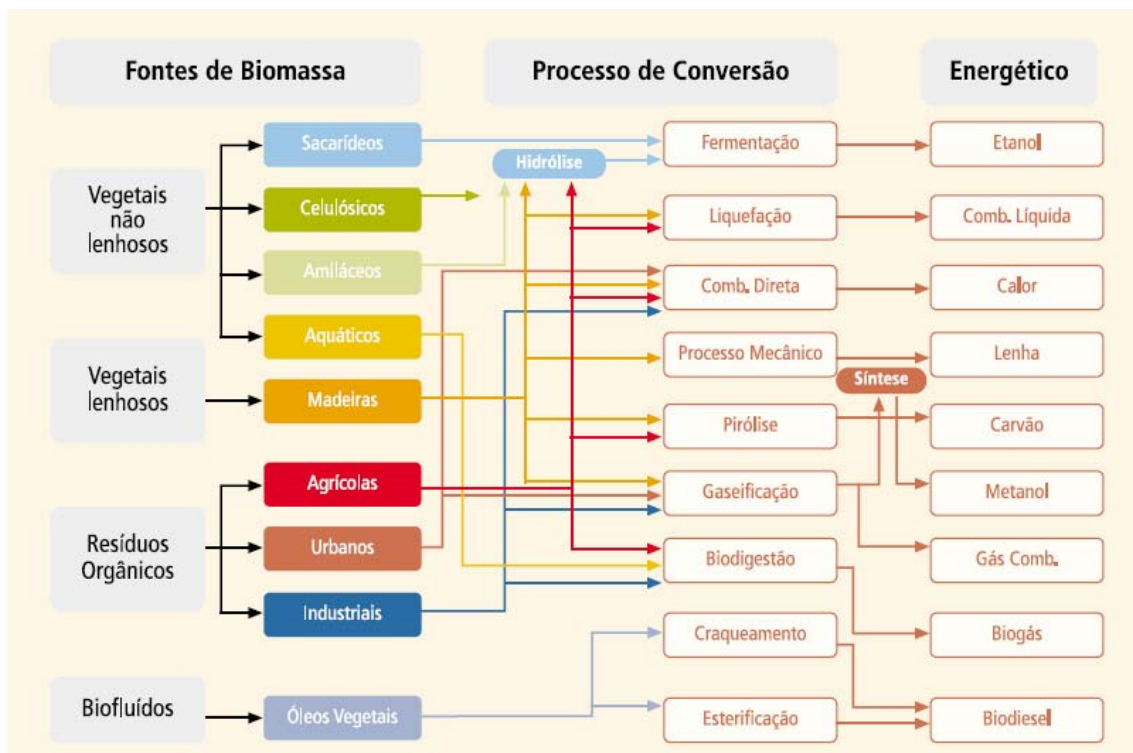 Fontes de Biomassa
Processo de Conversão
Energético
Vegetais
não
lenhosos
Vegetais
lenhosos
Resíduos
Orgânicos
Biofluídos
Sacarídeos
Celulósicos
Amiláceos
Aquáticos
Madeiras
Agrícolas
Urbanos
Industriais
Óleos Vegetais
Hidrólise
Fermentação
Liquefação
Comb. Direta
Processo Mecânico
Pirólise
Gaseificação
Biodigestão
Craqueamento
Esterificação
Síntese
Etanol
Comb. Líquida
Calor
Lenha
Carvão
Metanol
Gás Comb.
Biogás
Biodiesel